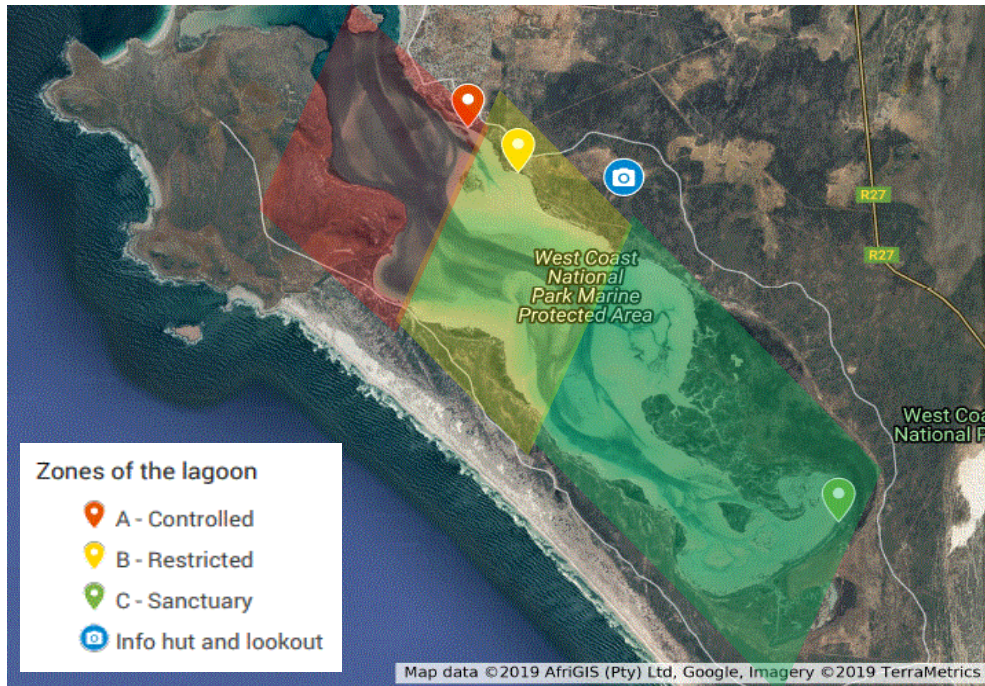 R27
R27
West Coast
National
Park Marine
Protected Area
West Coa
National P
Zones of the lagoon
A - Controlled
B - Restricted
C - Sanctuary
Info hut and lookout
Map data ©2019 AfriGIS (Pty) Ltd, Google, Imagery ©2019 TerraMetrics